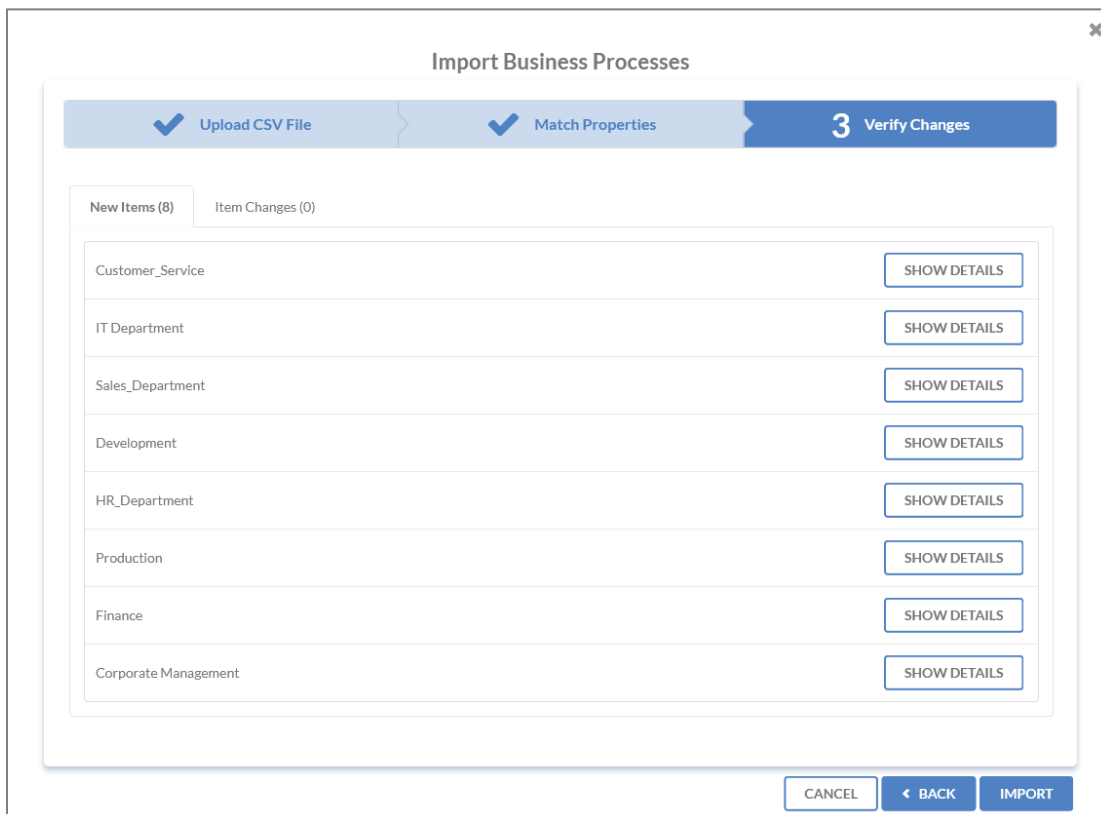 Import Business Processes
Upload CSV File
Match Properties
3 Verify Changes
New Items (8)
Item Changes (0)
Customer_Service
SHOW DETAILS
IT Department
SHOW DETAILS
Sales_Department
SHOW DETAILS
Development
SHOW DETAILS
HR_Department
SHOW DETAILS
Production
SHOW DETAILS
Finance
SHOW DETAILS
Corporate Management
SHOW DETAILS
CANCEL
BACK
IMPORT